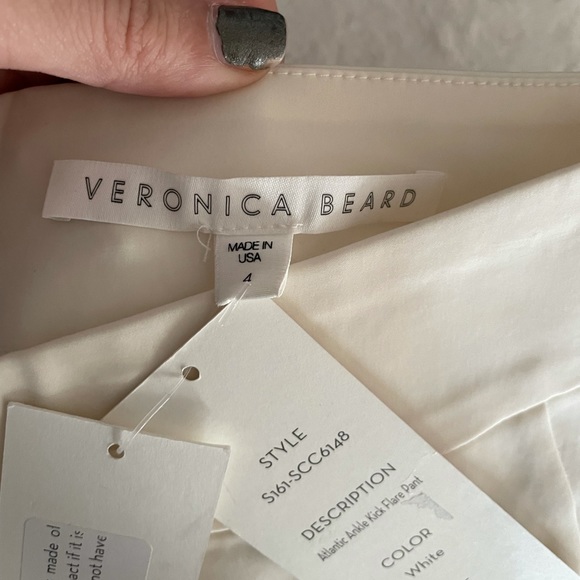 VERONICA BEARD
MADE IN
USA
4
STYLE
S161-SCC6148
DESCRIPTION
Atlantic Ankle Kick Flare Pant
COLOR
White
made of
act if it is
not have